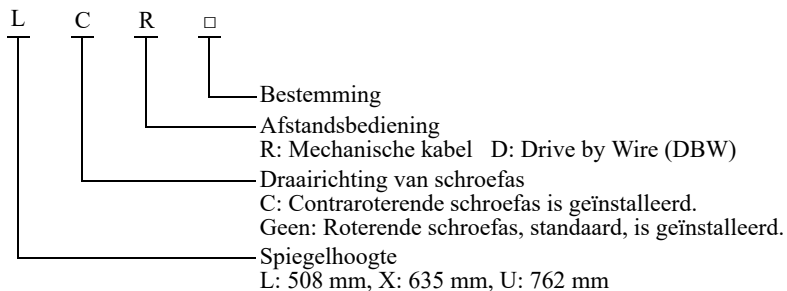 L C R □
Bestemming
Afstandsbediening
R: Mechanische kabel D: Drive by Wire (DBW)
Draairichting van schroefas
C: Contraroterende schroefas is geïnstalleerd.
Geen: Roterende schroefas, standaard, is geïnstalleerd.
Spiegelhoogte
L: 508 mm, X: 635 mm, U: 762 mm